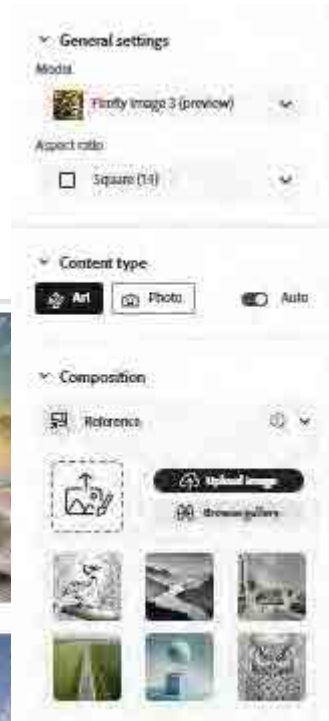 General settings
Model
Firefly Image 3 (preview)
Aspect ratio
Square (1:1)
Content type
Art
Photo
Auto
Composition
Reference
Upload image
Browse gallery